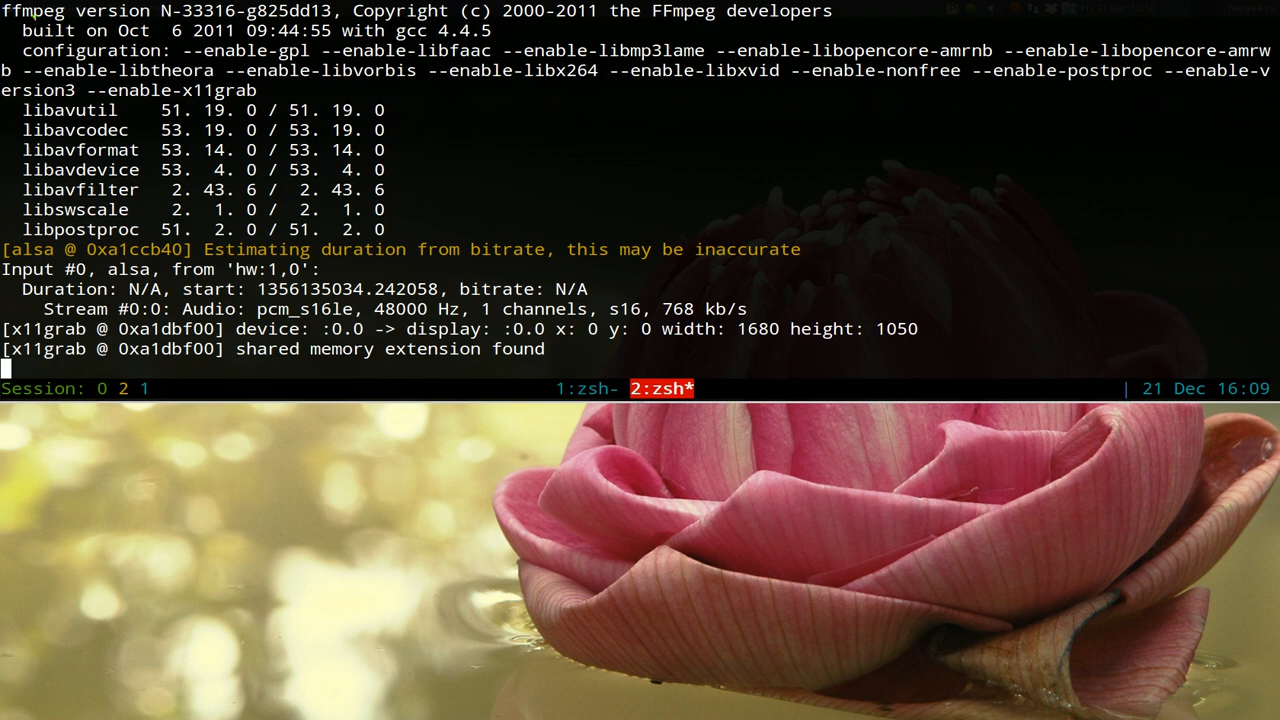 ffmpeg version N-33316-g825dd13, Copyright (c) 2000-2011 the FFmpeg developers
  built on Oct  6 2011 09:44:55 with gcc 4.4.5
  configuration: --enable-gpl --enable-libfaac --enable-libmp3lame --enable-libopencore-amrnb --enable-libopencore-amrw
b --enable-libtheora --enable-libvorbis --enable-libx264 --enable-libxvid --enable-nonfree --enable-postproc --enable-v
ersion3 --enable-x11grab
  libavutil    51. 19. 0 / 51. 19. 0
  libavcodec   53. 19. 0 / 53. 19. 0
  libavformat  53. 14. 0 / 53. 14. 0
  libavdevice  53.  4. 0 / 53.  4. 0
  libavfilter   2. 43. 6 /  2. 43. 6
  libswscale    2.  1. 0 /  2.  1. 0
  libpostproc  51.  2. 0 / 51.  2. 0
[alsa @ 0xa1ccb40] Estimating duration from bitrate, this may be inaccurate
Input #0, alsa, from 'hw:1,0':
  Duration: N/A, start: 1356135034.242058, bitrate: N/A
    Stream #0:0: Audio: pcm_s16le, 48000 Hz, 1 channels, s16, 768 kb/s
[x11grab @ 0xa1dbf00] device: :0.0 -> display: :0.0 x: 0 y: 0 width: 1680 height: 1050
[x11grab @ 0xa1dbf00] shared memory extension found
Session: 0 2 1 1:zsh- 2:zsh* | 21 Dec 16:09